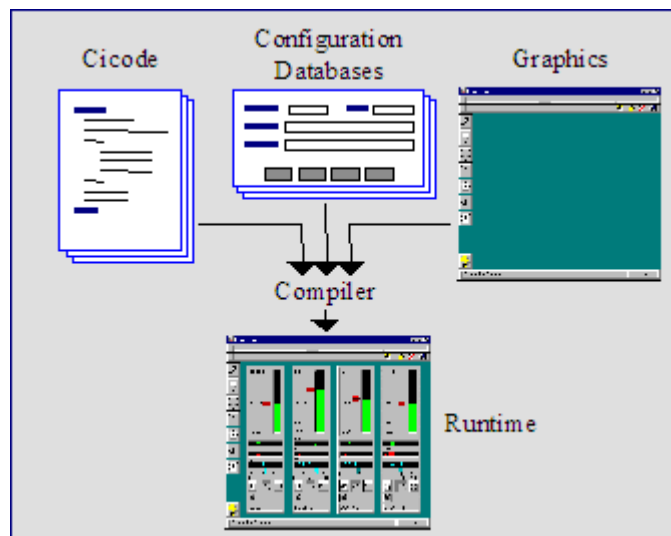 Cicode
Configuration
Databases
Graphics
Compiler
Runtime